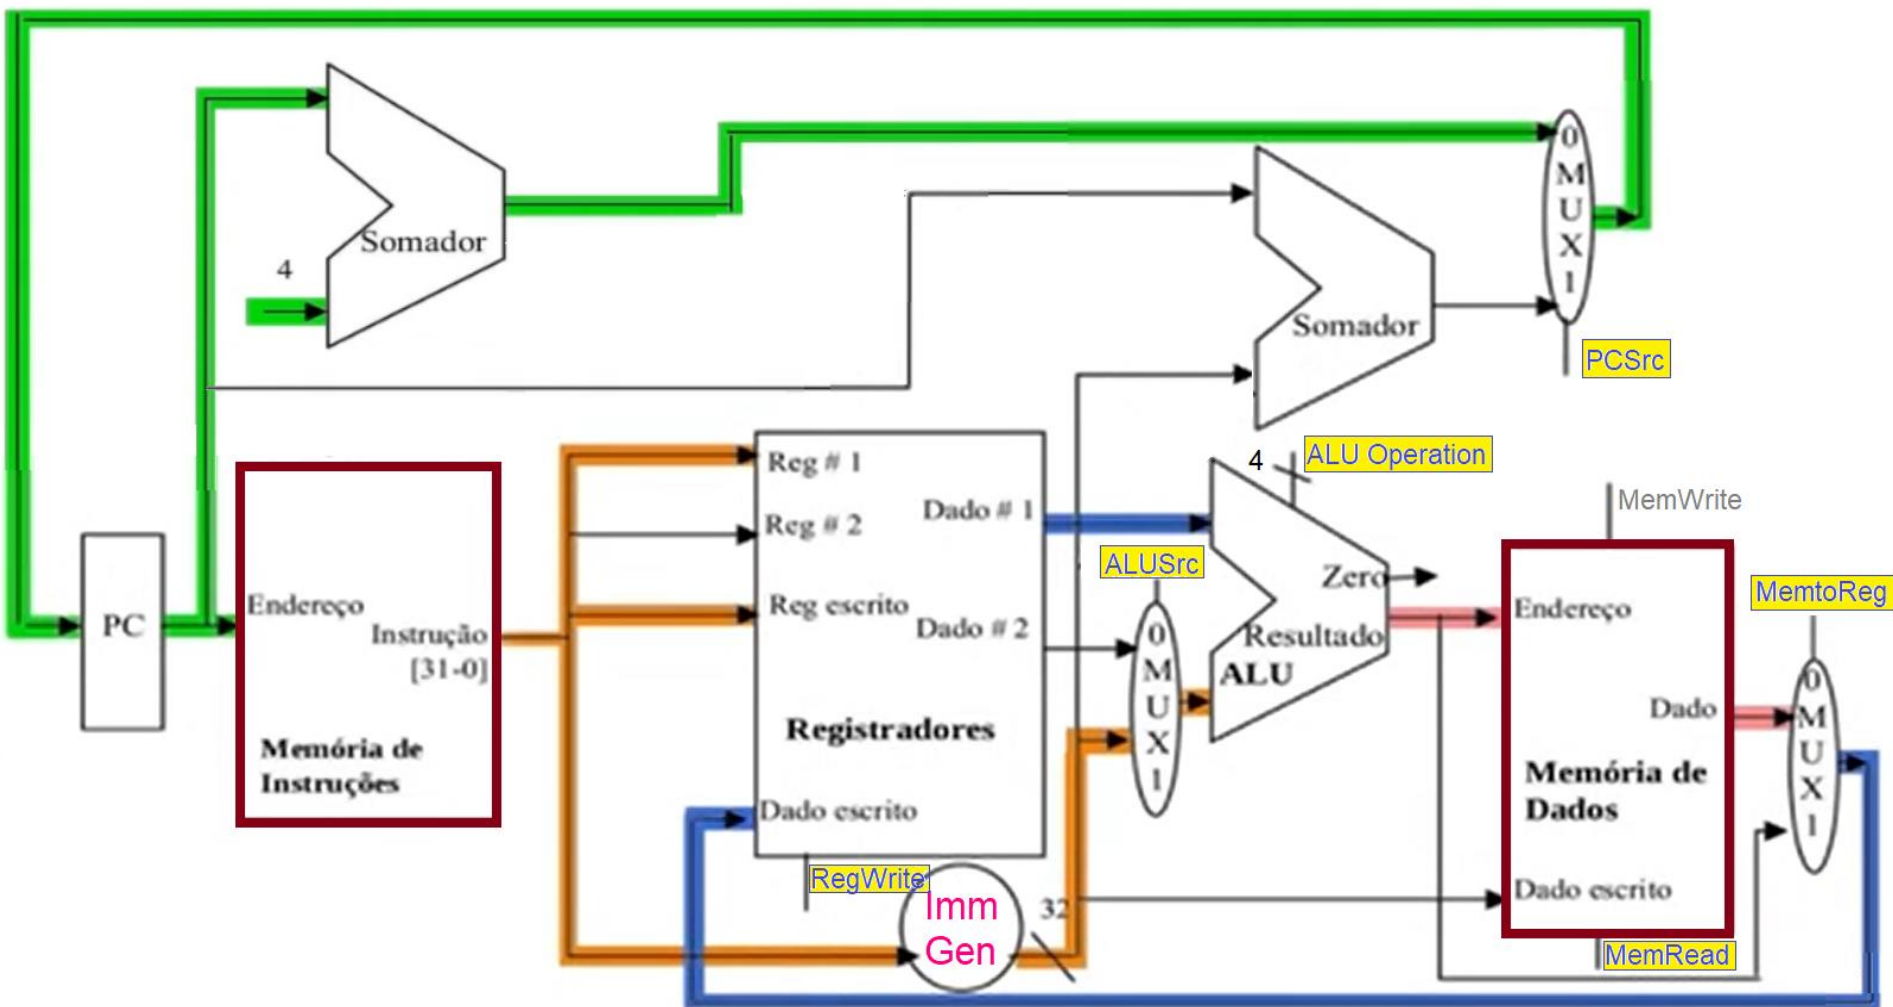 4
Somador
0
M
U
X
1
Somador
PCSrc
4
ALU Operation
Reg # 1
Reg # 2
Dado # 1
MemWrite
ALUSrc
Zero
MemtoReg
PC
Endereço
Instrução
[31-0]
Reg escrito
Dado # 2
0
M
U
X
1
Resultado
ALU
Endereço
Dado
0
M
U
X
1
Memória de
Instruções
Registradores
Memória de
Dados
Dado escrito
RegWrite
Imm
Gen
32
Dado escrito
MemRead